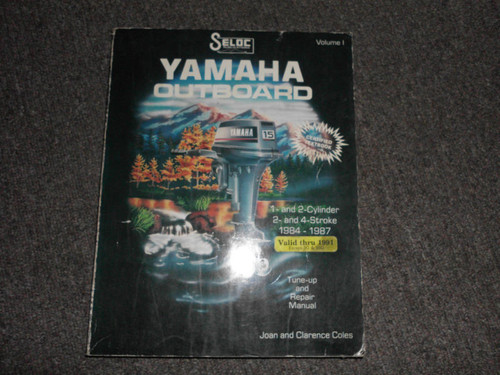 SELOC
Volume I
YAMAHA
OUTBOARD
YAMAHA
15
1- and 2-Cylinder
2- and 4-Stroke
1984 - 1987
Valid thru 1991
Tune-up
and
Repair
Manual
Joan and Clarence Coles